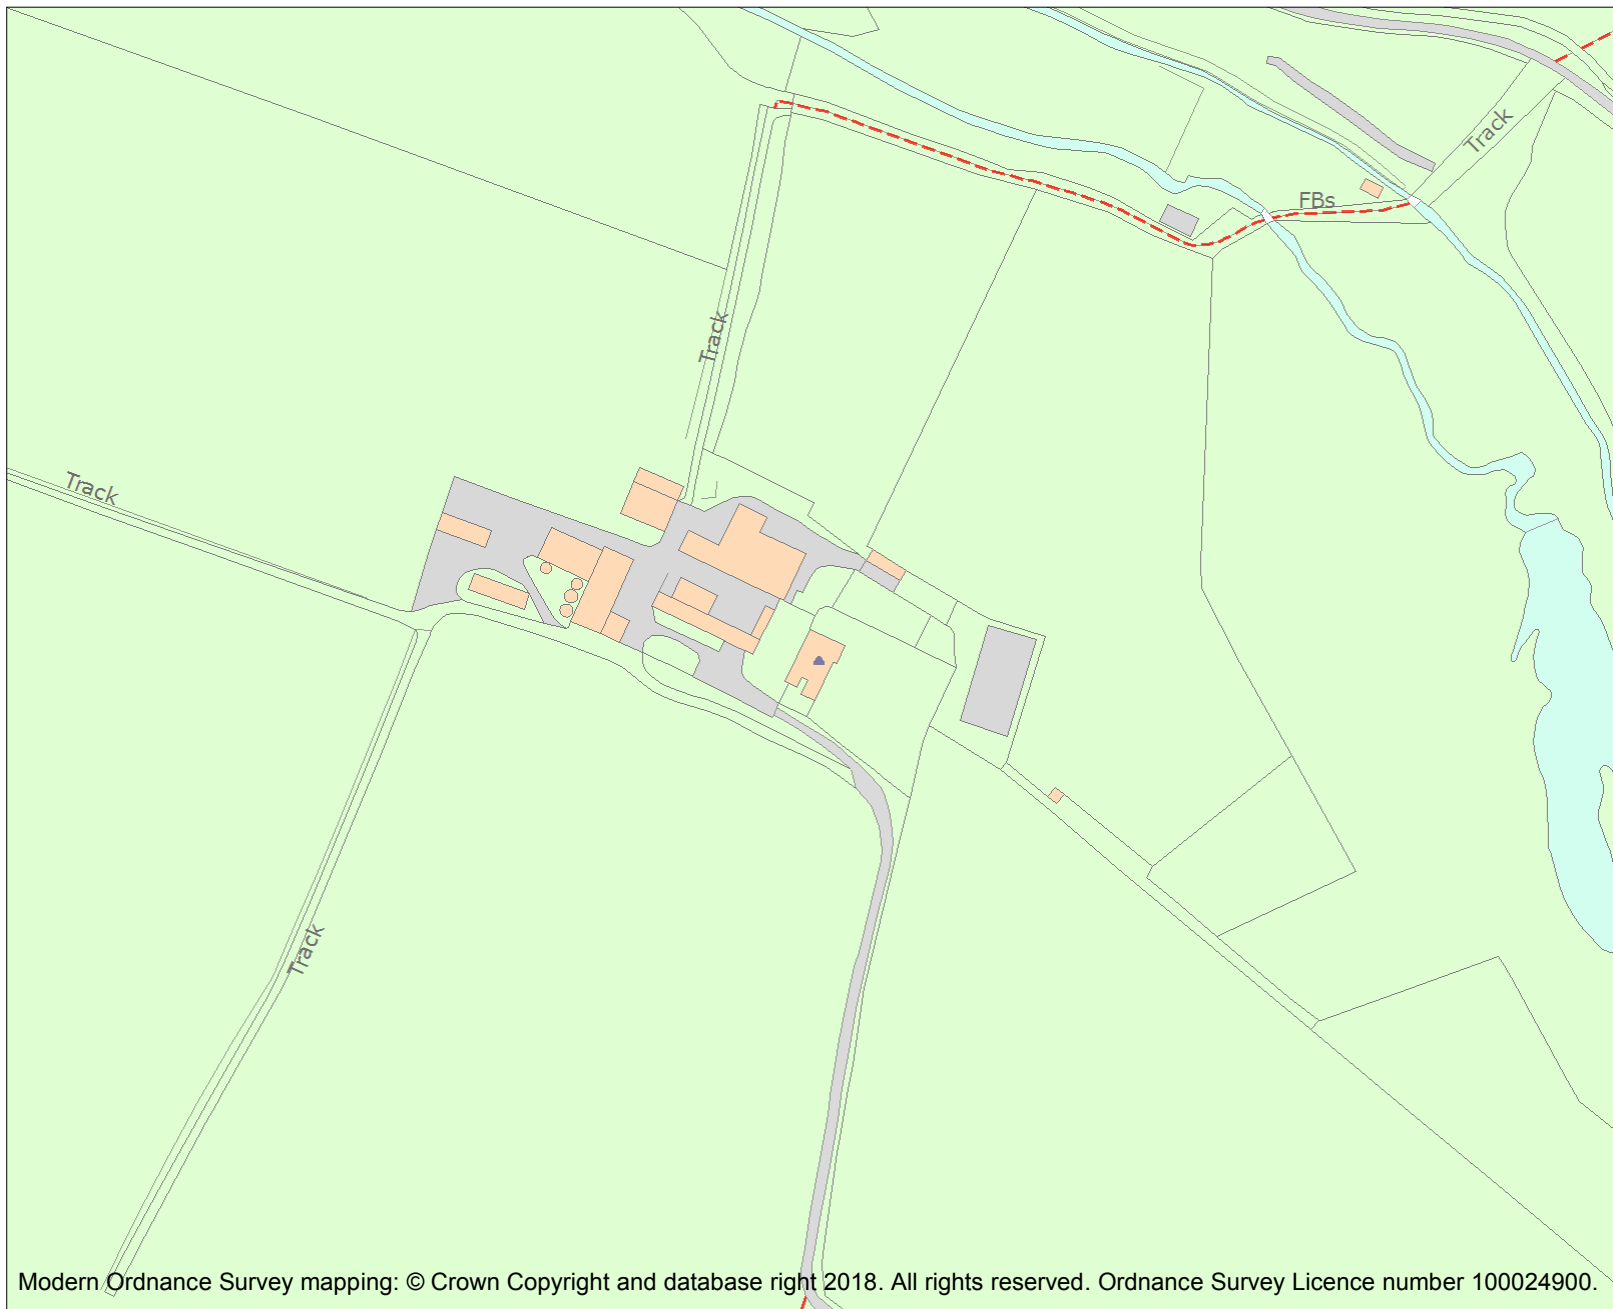 Track
FBs
Track
Track
Track
Modern Ordnance Survey mapping: © Crown Copyright and database right 2018. All rights reserved. Ordnance Survey Licence number 100024900.